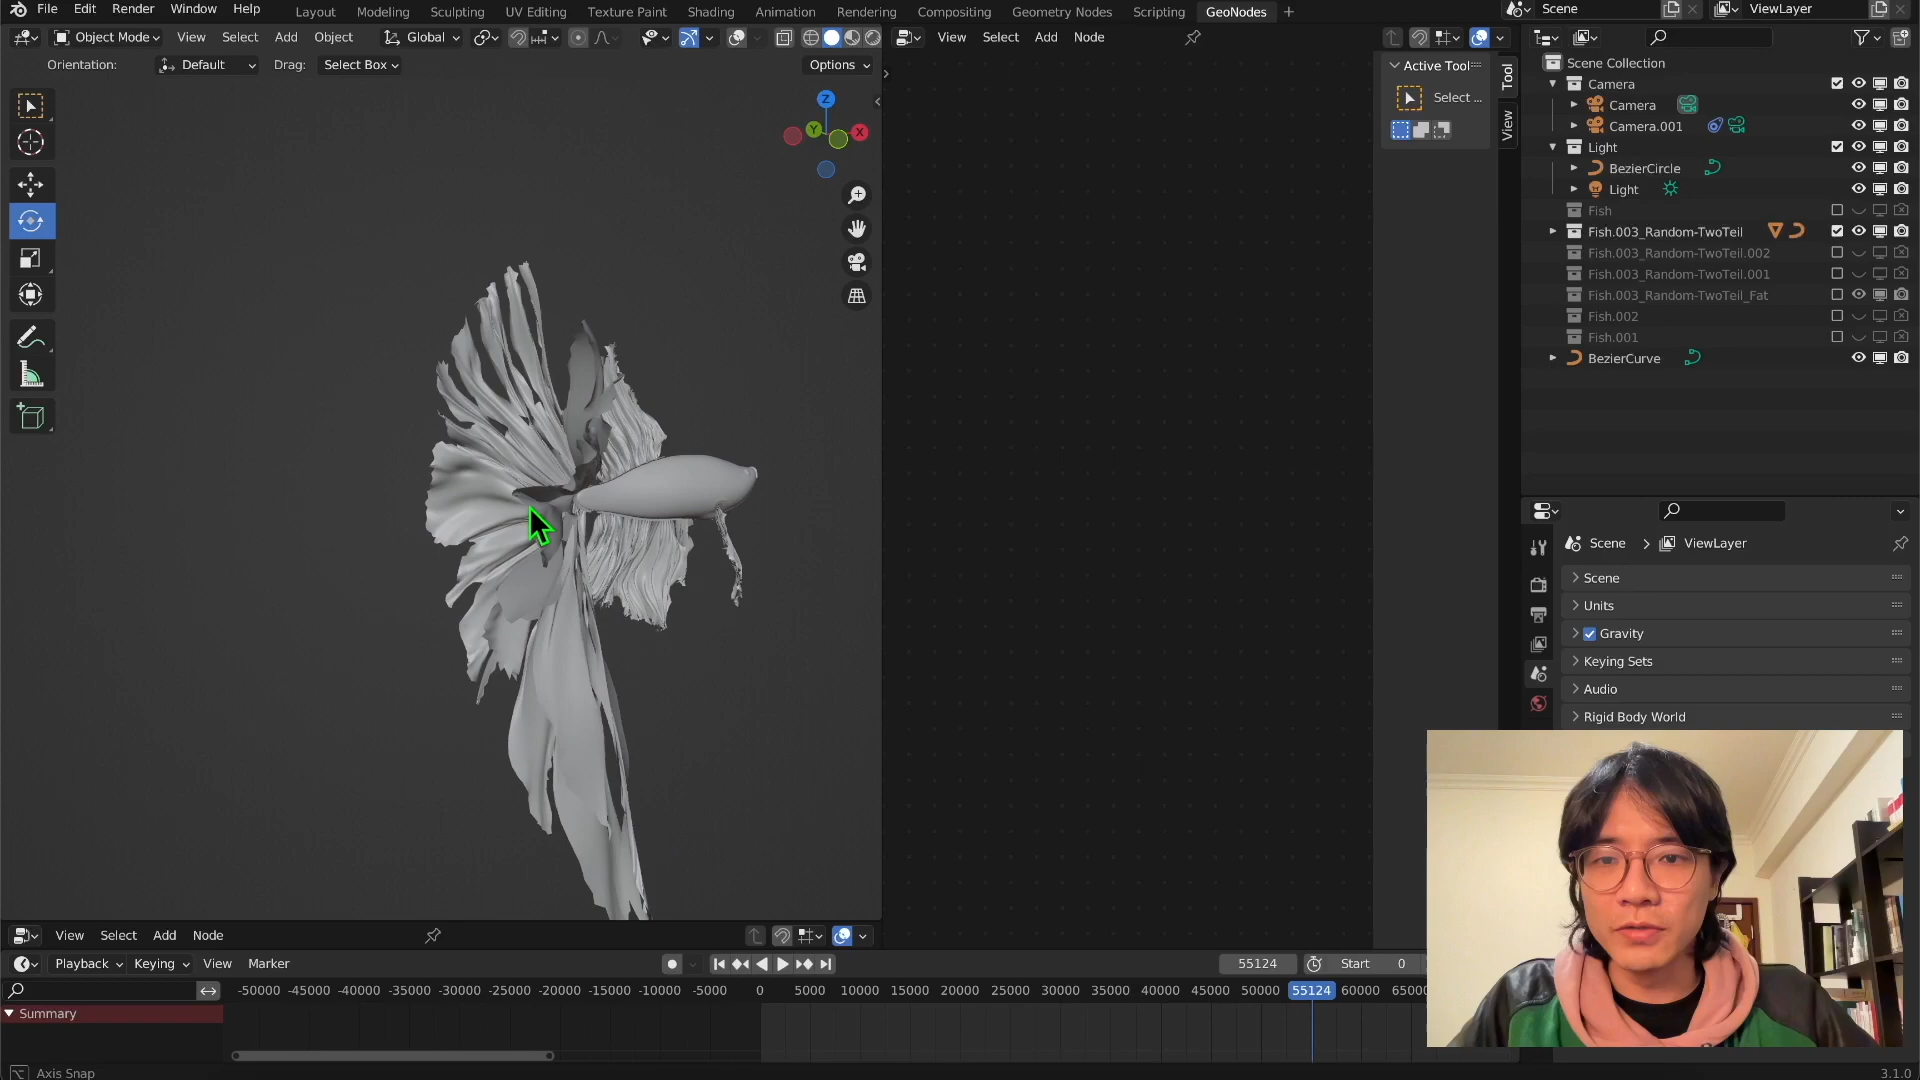 File Edit Render Window Help Layout Modeling Sculpting UV Editing Texture Paint Shading Animation Rendering Compositing Geometry Nodes Scripting GeoNodes + Scene ViewLayer
Object Mode View Select Add Object Global View Select Add Node
Orientation: Default Drag: Select Box Options
Active Tool
Select ...
Tool
View
Z
Y
X
Scene Collection
Camera
Camera
Camera.001
Light
BezierCircle
Light
Fish
Fish.003_Random-TwoTeil
Fish.003_Random-TwoTeil.002
Fish.003_Random-TwoTeil.001
Fish.003_Random-TwoTeil_Fat
Fish.002
Fish.001
BezierCurve
Scene > ViewLayer
Scene
Units
Gravity
Keying Sets
Audio
Rigid Body World
View Select Add Node
Playback Keying View Marker 55124 Start 0
-50000 -45000 -40000 -35000 -30000 -25000 -20000 -15000 -10000 -5000 0 5000 10000 15000 20000 25000 30000 35000 40000 45000 50000 55124 60000 65000
Summary
Axis Snap
3.1.0